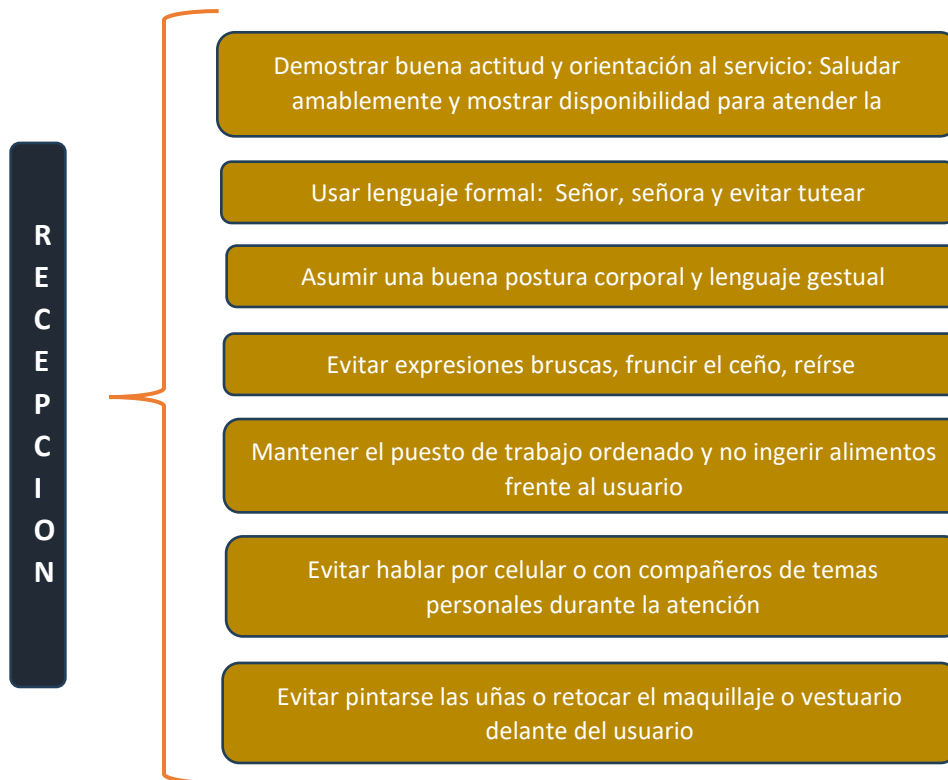 RECEPCION
Demostrar buena actitud y orientación al servicio: Saludar
amablemente y mostrar disponibilidad para atender la
Usar lenguaje formal: Señor, señora y evitar tutear
Asumir una buena postura corporal y lenguaje gestual
Evitar expresiones bruscas, fruncir el ceño, reírse
Mantener el puesto de trabajo ordenado y no ingerir alimentos
frente al usuario
Evitar hablar por celular o con compañeros de temas
personales durante la atención
Evitar pintarse las uñas o retocar el maquillaje o vestuario
delante del usuario